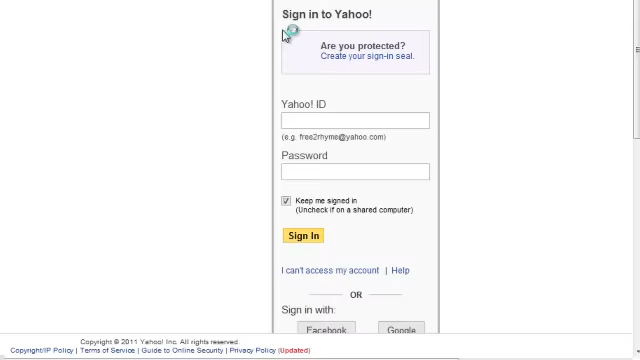 Sign in to Yahoo!
Are you protected?
Create your sign-in seal.
Yahoo! ID
(e.g. free2rhyme@yahoo.com)
Password
Keep me signed in
(Uncheck if on a shared computer)
Sign In
I can't access my account | Help
OR
Sign in with:
Facebook Google
Copyright © 2011 Yahoo! Inc. All rights reserved.
Copyright/IP Policy | Terms of Service | Guide to Online Security | Privacy Policy (Updated)